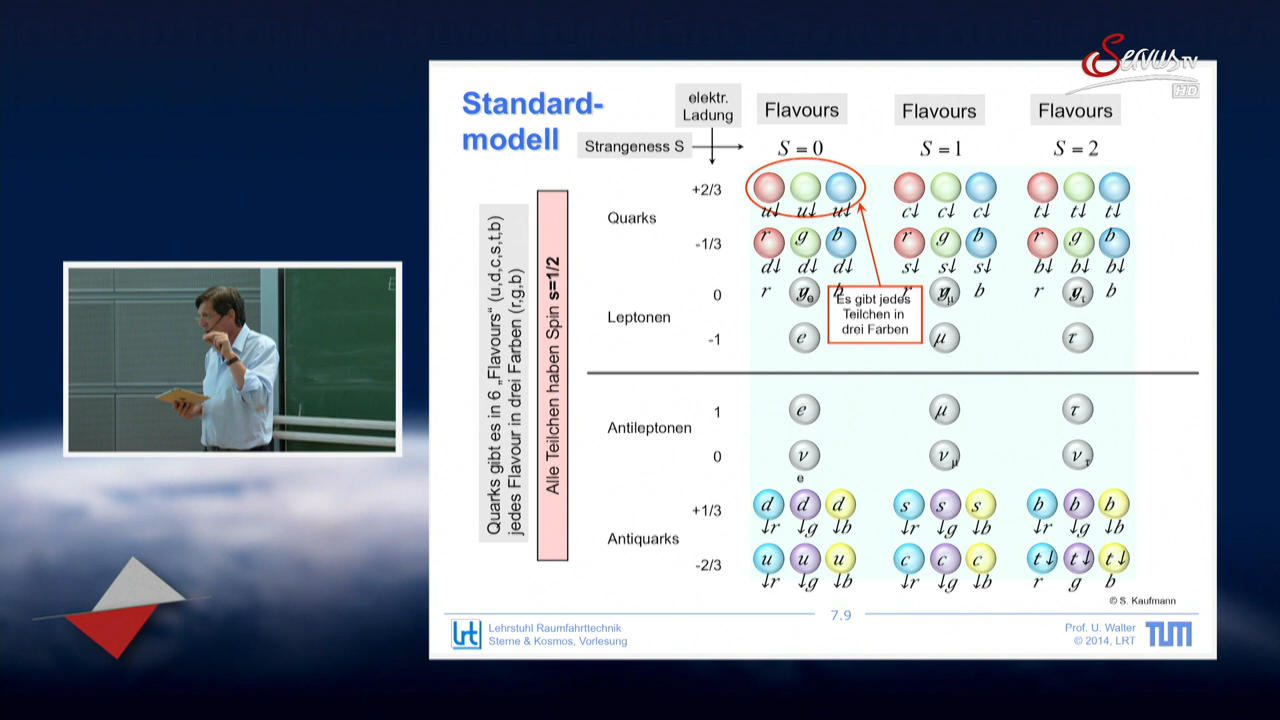 Servus TV
HD
Standard-
modell
elektr.
Ladung
Strangeness S
Flavours
Flavours
Flavours
S = 0
S = 1
S = 2
Quarks gibt es in 6 „Flavours“ (u,d,c,s,t,b)
jedes Flavour in drei Farben (r,g,b)
Alle Teilchen haben Spin s=1/2
Quarks
+2/3
u↓ u↓ u↓ c↓ c↓ c↓ t↓ t↓ t↓
r g b r g b r g b
-1/3
d↓ d↓ d↓ s↓ s↓ s↓ b↓ b↓ b↓
r g b r g b r g b
Leptonen
0
e μ τ
-1
e μ τ
Es gibt jedes
Teilchen in
drei Farben
Antileptonen
1
e μ τ
0
ν e ν μ ν τ
Antiquarks
+1/3
d d d s s s b b b
↓r ↓g ↓b ↓r ↓g ↓b ↓r ↓g ↓b
-2/3
u u u c c c t↓ t↓ t↓
↓r ↓g ↓b ↓r ↓g ↓b r g b
© S. Kaufmann
7.9
lrt
Lehrstuhl Raumfahrttechnik
Sterne & Kosmos, Vorlesung
Prof. U. Walter
© 2014, LRT
TUM